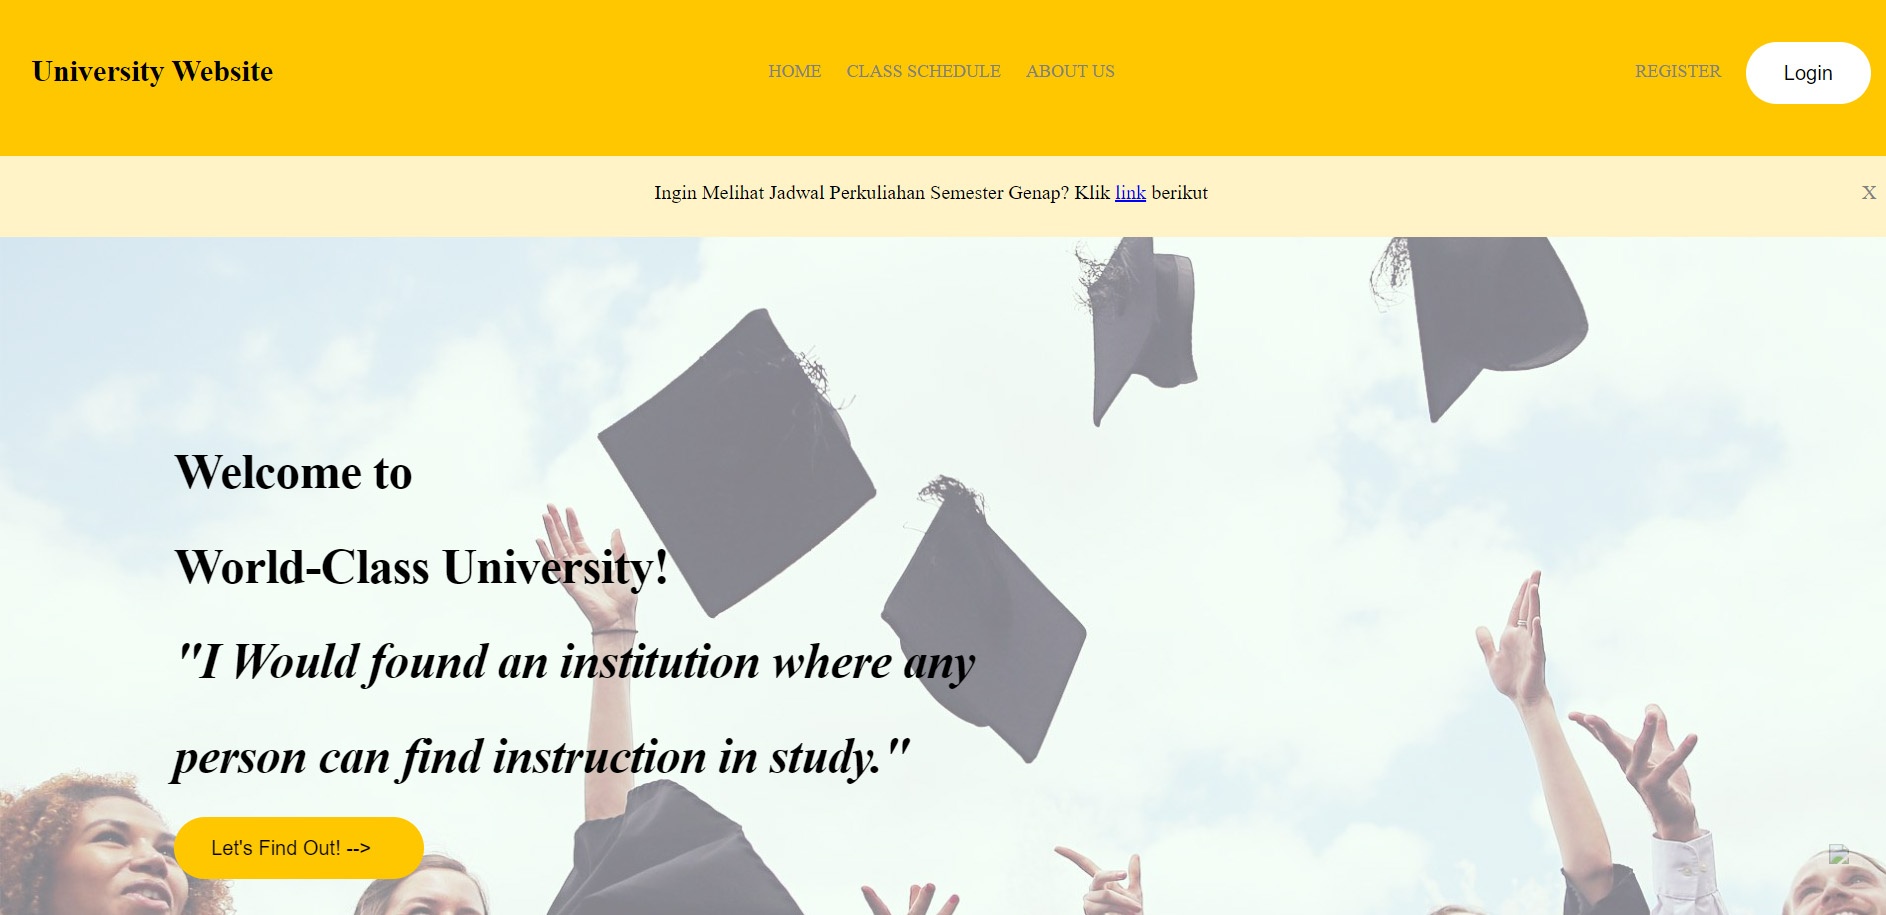 University Website
HOME CLASS SCHEDULE ABOUT US
REGISTER Login
Ingin Melihat Jadwal Perkuliahan Semester Genap? Klik link berikut
X
Welcome to
World-Class University!
"I Would found an institution where any
person can find instruction in study."
Let's Find Out! -->